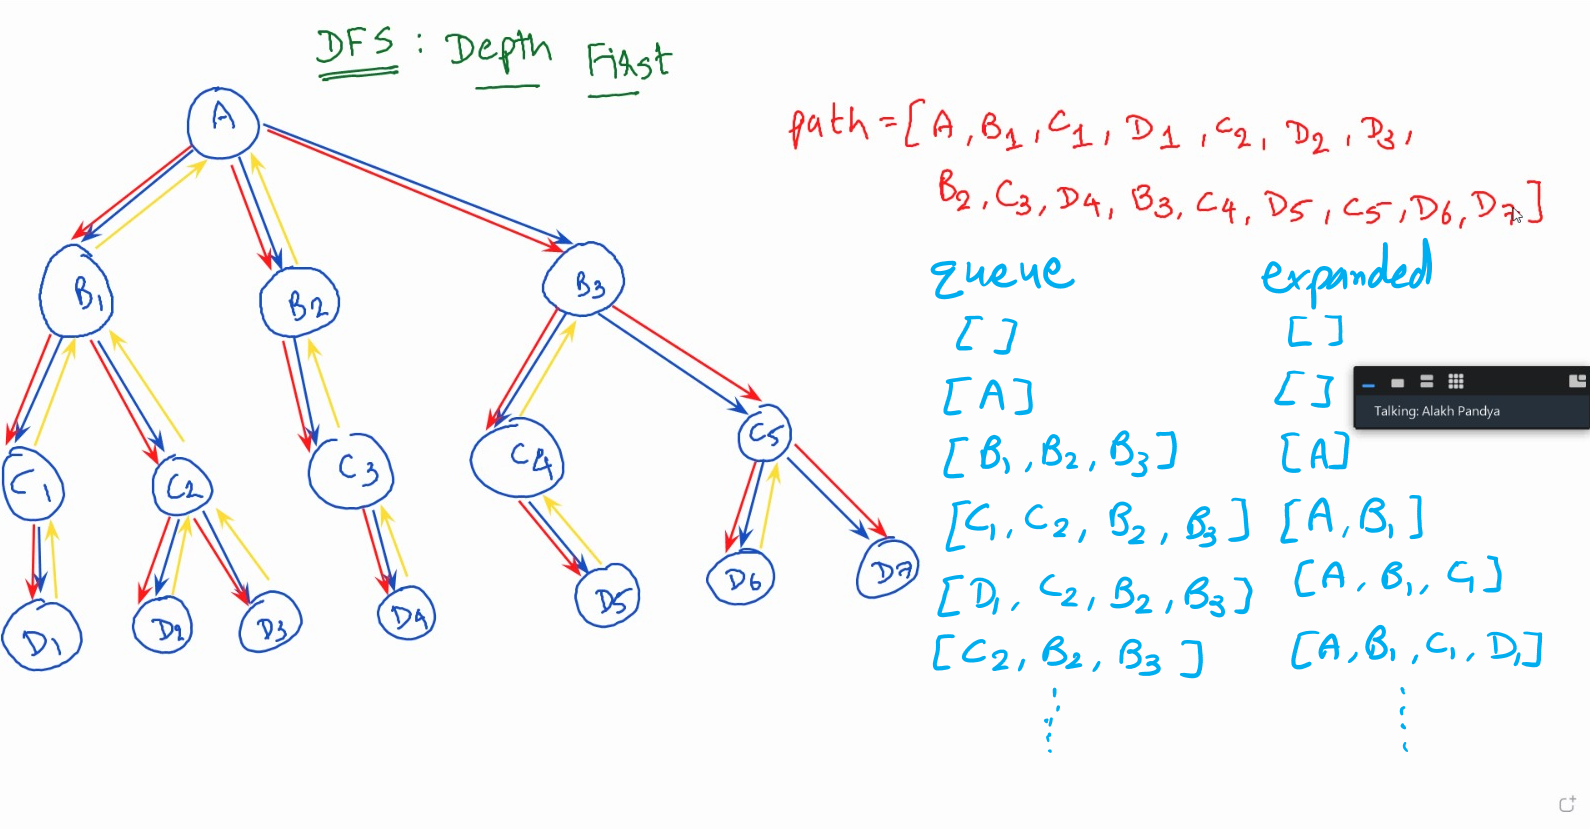 DFS : Depth First
path = [A, B1, C1, D1, C2, D2, D3,
B2, C3, D4, B3, C4, D5, C5, D6, D7]
A
B1
B2
B3
C1
C2
C3
C4
C5
D1
D2
D3
D4
D5
D6
D7
queue expanded
[ ] [ ]
[A] [ ]
Talking: Alakh Pandya
[B1, B2, B3] [A]
[C1, C2, B2, B3] [A, B1]
[D1, C2, B2, B3] [A, B1, C1]
[C2, B2, B3] [A, B1, C1, D1]